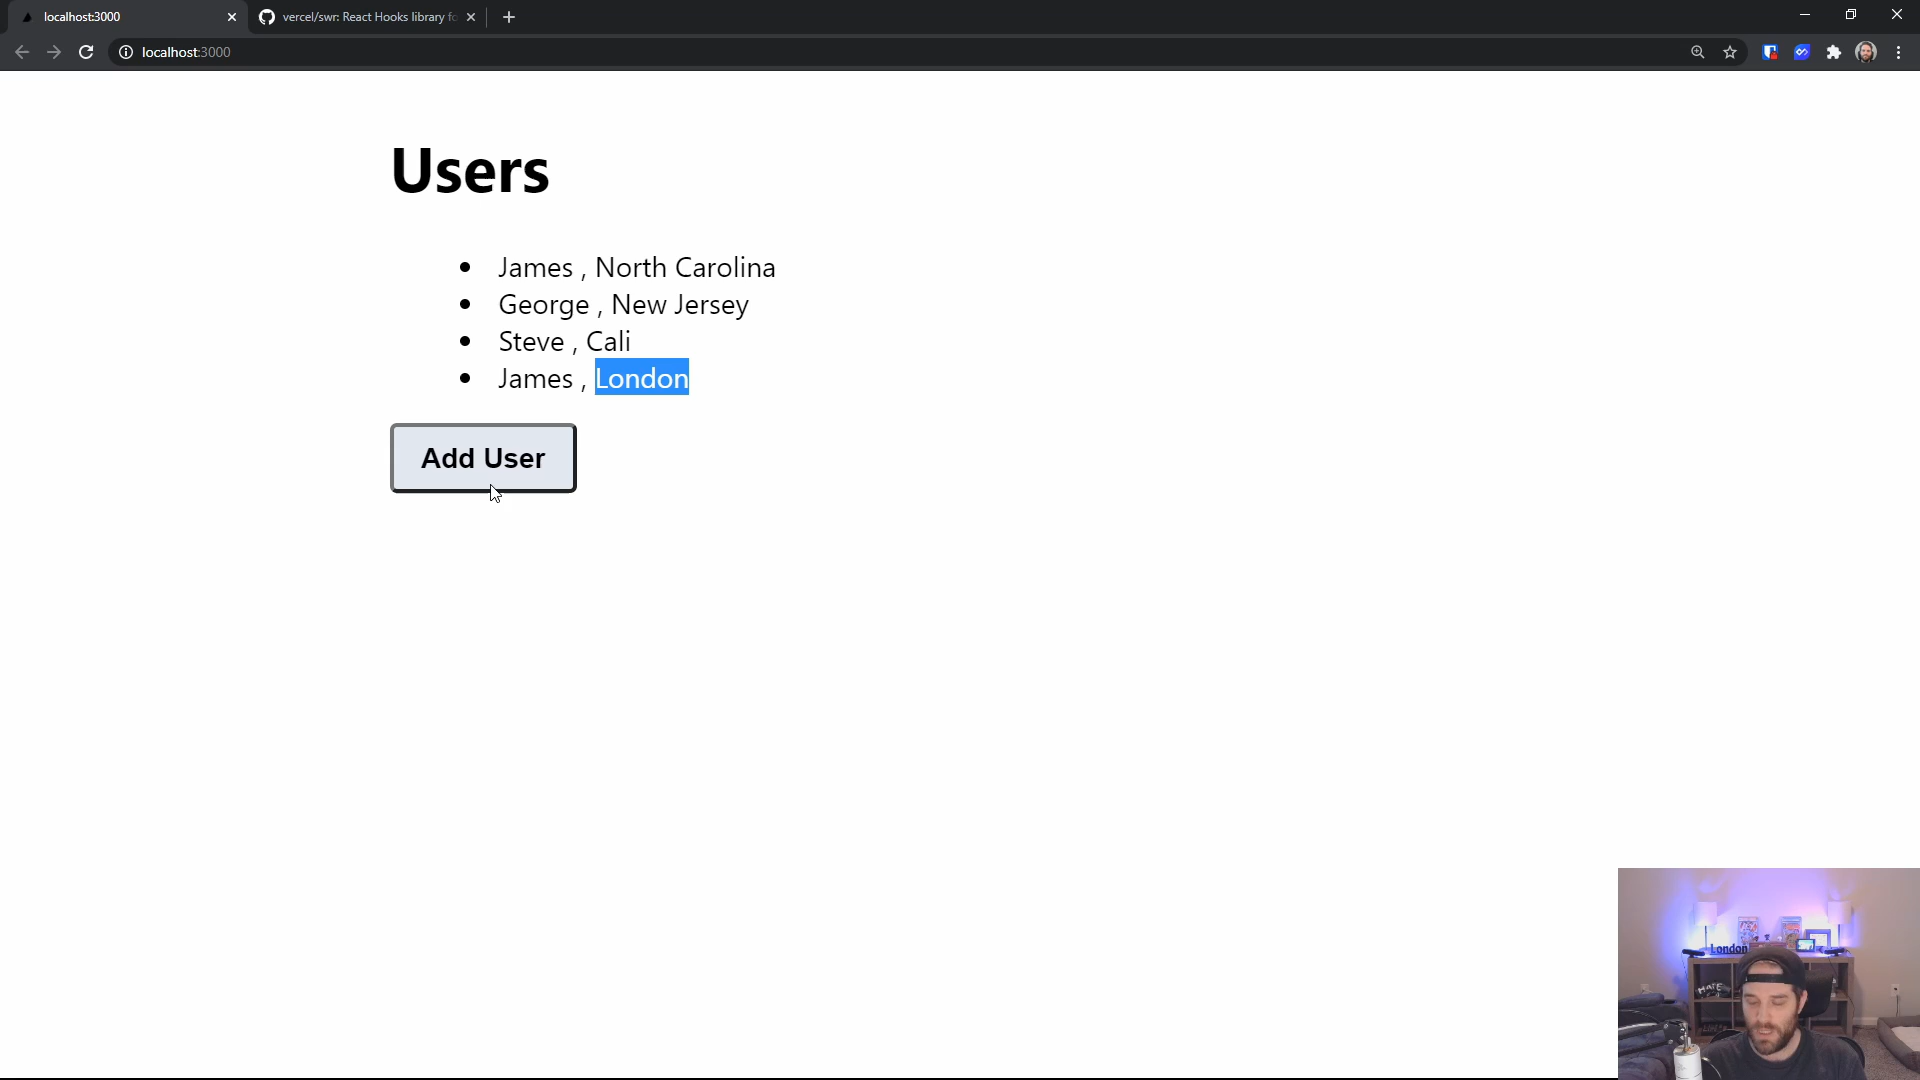 localhost:3000
vercel/swr: React Hooks library fo
localhost:3000
Users
James , North Carolina
George , New Jersey
Steve , Cali
James , London
Add User
London
HATE